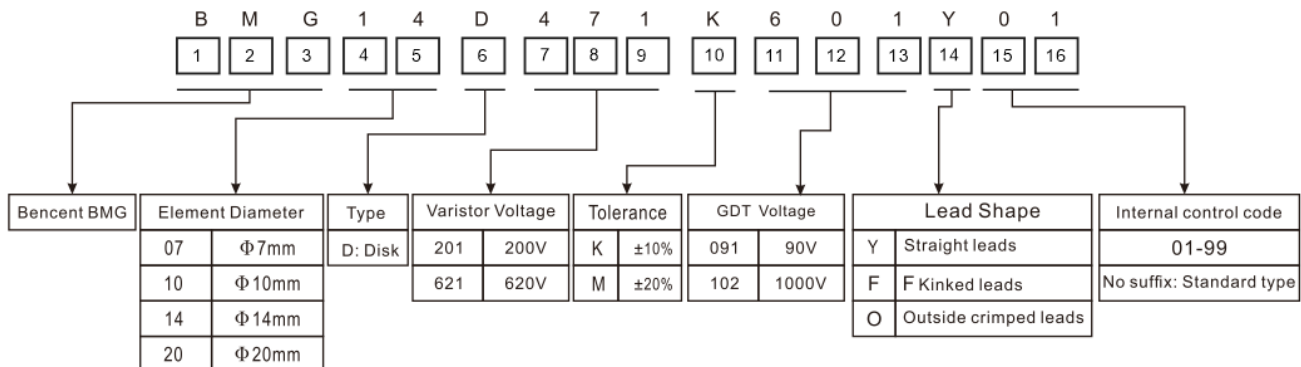 B M G 1 4 D 4 7 1 K 6 0 1 Y 0 1
1 2 3 4 5 6 7 8 9 10 11 12 13 14 15 16
Bencent BMG
Element Diameter
07 Φ7mm
10 Φ10mm
14 Φ14mm
20 Φ20mm
Type
D: Disk
Varistor Voltage
201 200V
621 620V
Tolerance
K ±10%
M ±20%
GDT Voltage
091 90V
102 1000V
Lead Shape
Y Straight leads
F F Kinked leads
O Outside crimped leads
Internal control code
01-99
No suffix: Standard type